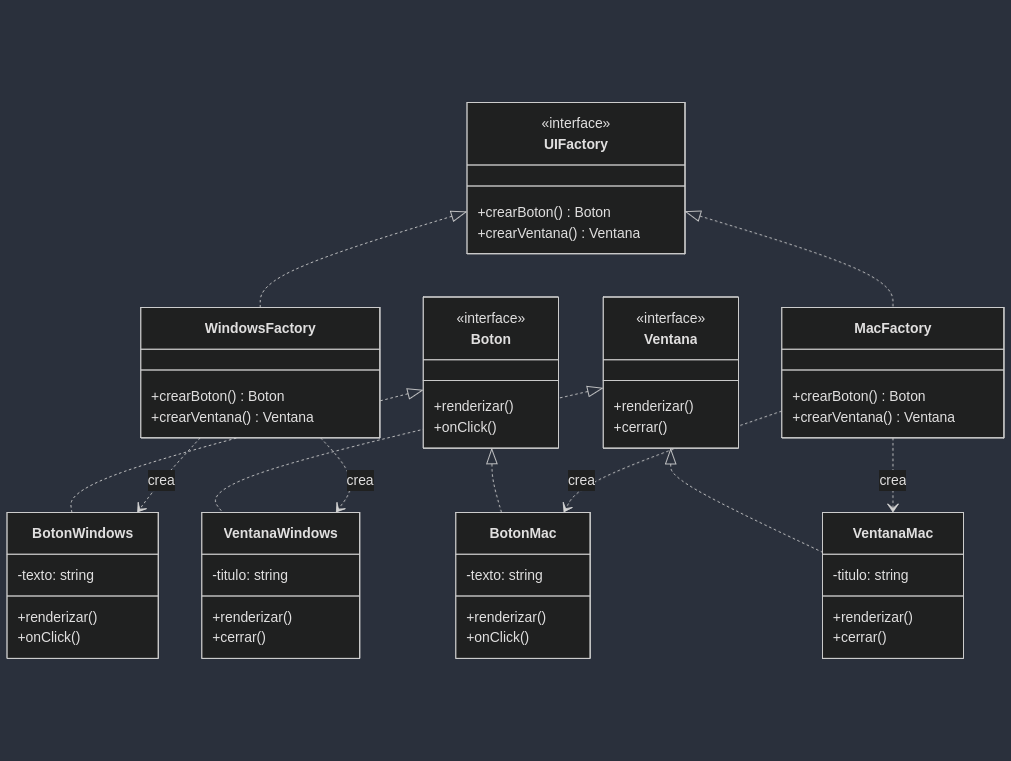 «interface»
UIFactory
+crearBoton() : Boton
+crearVentana() : Ventana
WindowsFactory
+crearBoton() : Boton
+crearVentana() : Ventana
«interface»
Boton
+renderizar()
+onClick()
«interface»
Ventana
+renderizar()
+cerrar()
MacFactory
+crearBoton() : Boton
+crearVentana() : Ventana
crea
crea
crea
crea
BotonWindows
-texto: string
+renderizar()
+onClick()
VentanaWindows
-titulo: string
+renderizar()
+cerrar()
BotonMac
-texto: string
+renderizar()
+onClick()
VentanaMac
-titulo: string
+renderizar()
+cerrar()